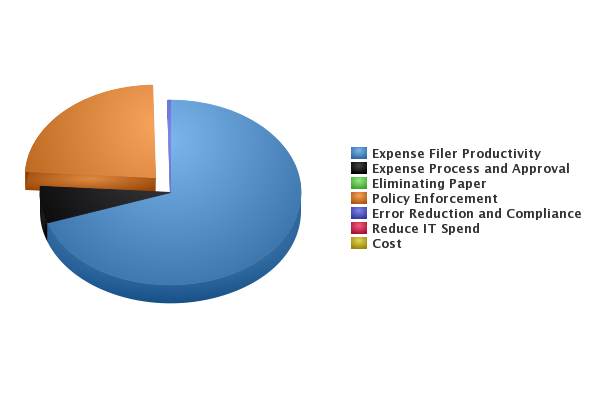 Expense Filer Productivity
Expense Process and Approval
Eliminating Paper
Policy Enforcement
Error Reduction and Compliance
Reduce IT Spend
Cost